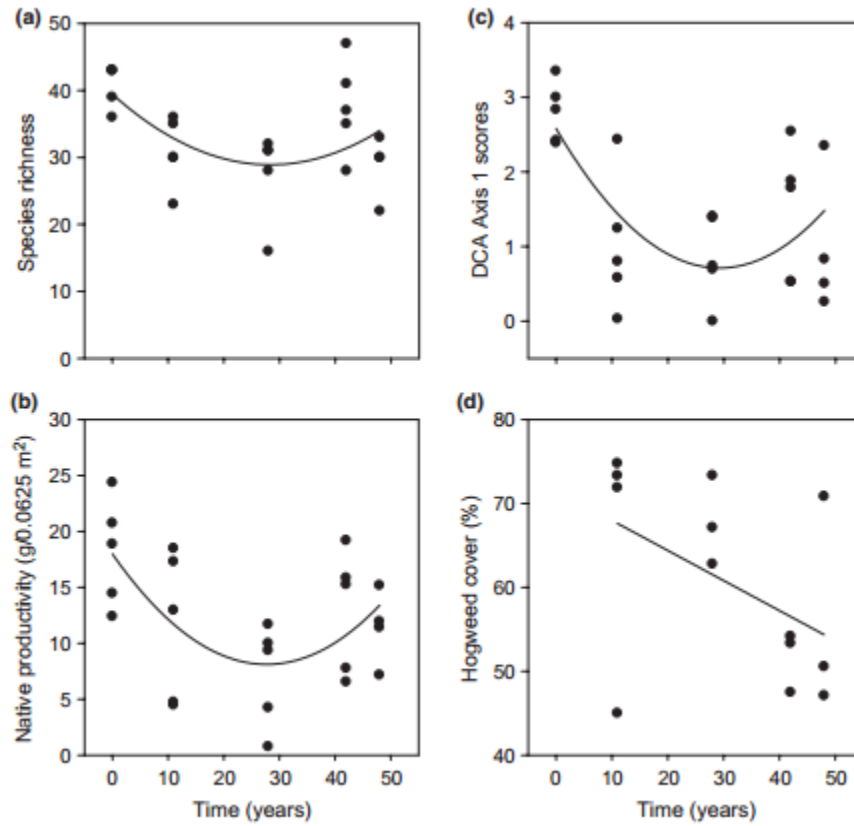 (a)
50
40
30
20
10
0
Species richness
(c)
4
3
2
1
0
DCA Axis 1 scores
(b)
30
25
20
15
10
5
0
Native productivity (g/0.0625 m²)
0 10 20 30 40 50
Time (years)
(d)
80
70
60
50
40
Hogweed cover (%)
0 10 20 30 40 50
Time (years)